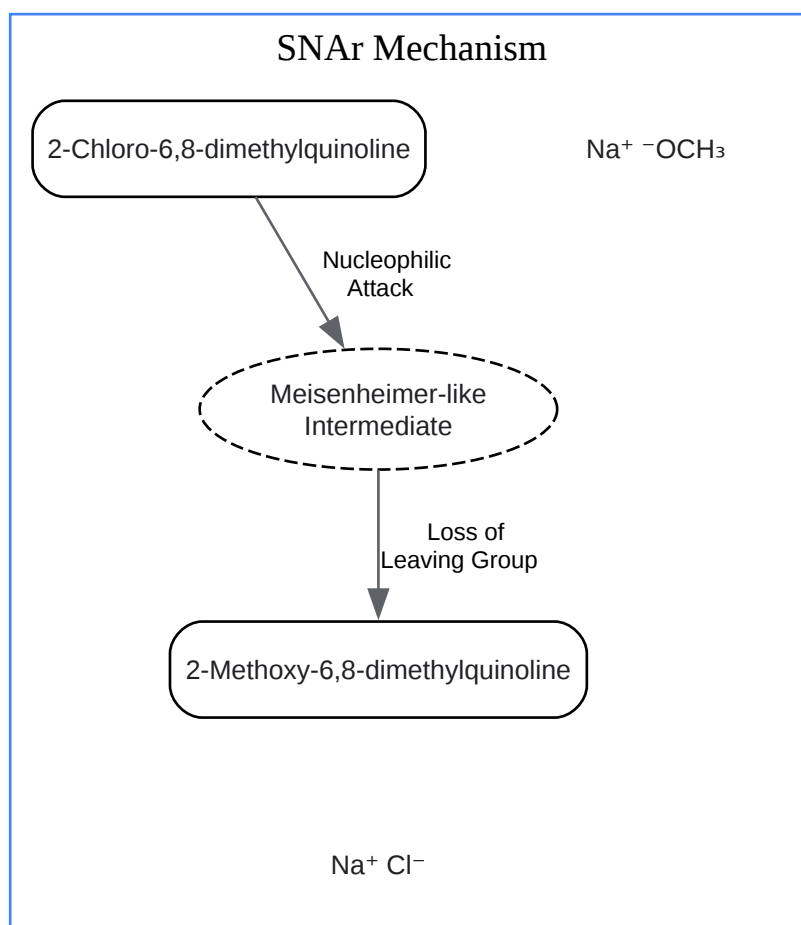 SNAr Mechanism
2-Chloro-6,8-dimethylquinoline
Na⁺ ⁻OCH₃
Nucleophilic
Attack
Meisenheimer-like
Intermediate
Loss of
Leaving Group
2-Methoxy-6,8-dimethylquinoline
Na⁺ Cl⁻